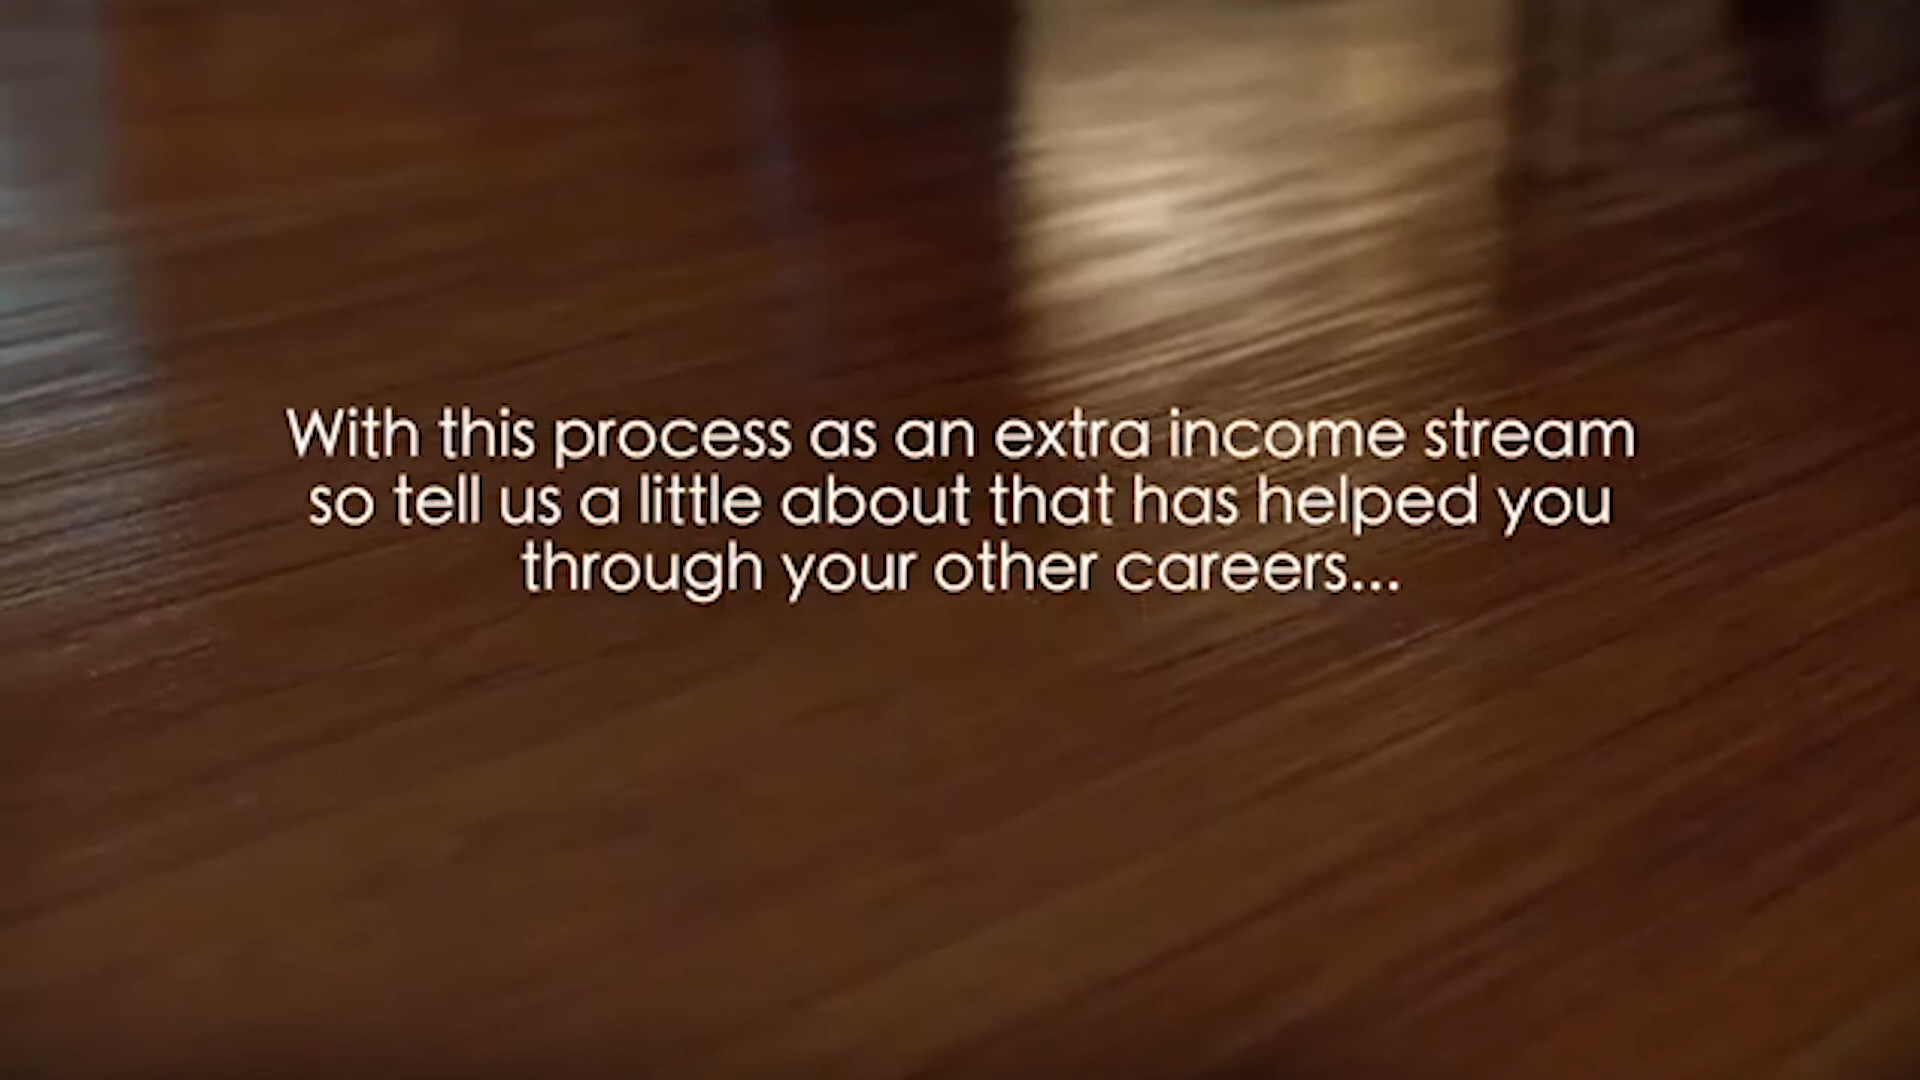 With this process as an extra income stream
so tell us a little about that has helped you
through your other careers...